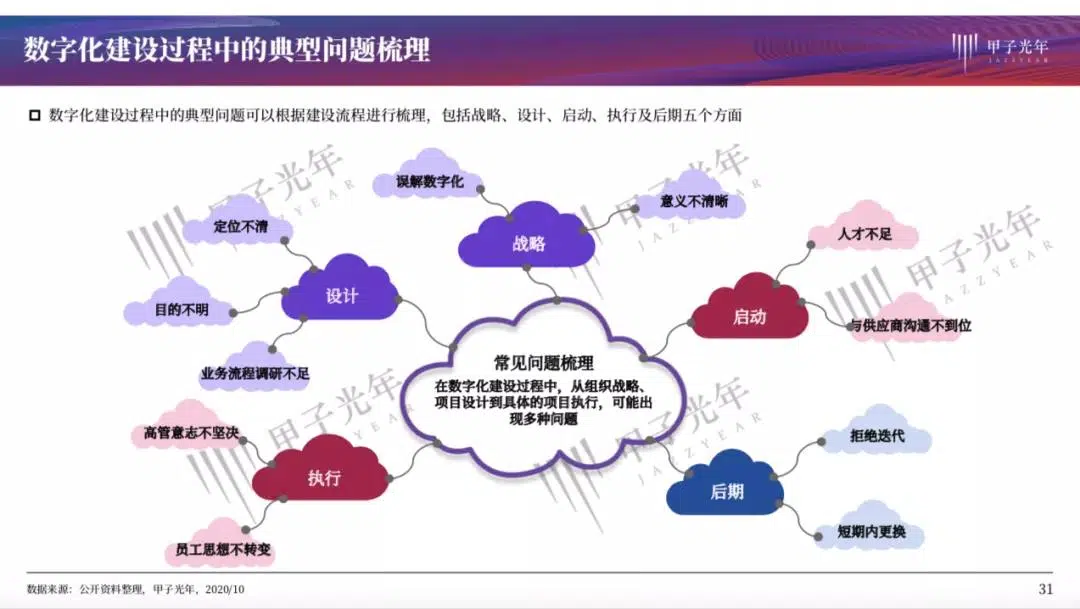 数字化建设过程中的典型问题梳理
甲子光年
JAZZYEAR
数字化建设过程中的典型问题可以根据建设流程进行梳理，包括战略、设计、启动、执行及后期五个方面
误解数字化
意义不清晰
战略
定位不清
目的不明
业务流程调研不足
设计
人才不足
与供应商沟通不到位
启动
常见问题梳理
在数字化建设过程中，从组织战略、
项目设计到具体的项目执行，可能出
现多种问题
高管意志不坚决
执行
员工思想不转变
拒绝迭代
后期
短期内更换
甲子光年
JAZZYEAR
甲子光年
JAZZYEAR
甲子光年
JAZZYEAR
甲子光年
甲子光年
JAZZYEAR
数据来源：公开资料整理，甲子光年，2020/10
31